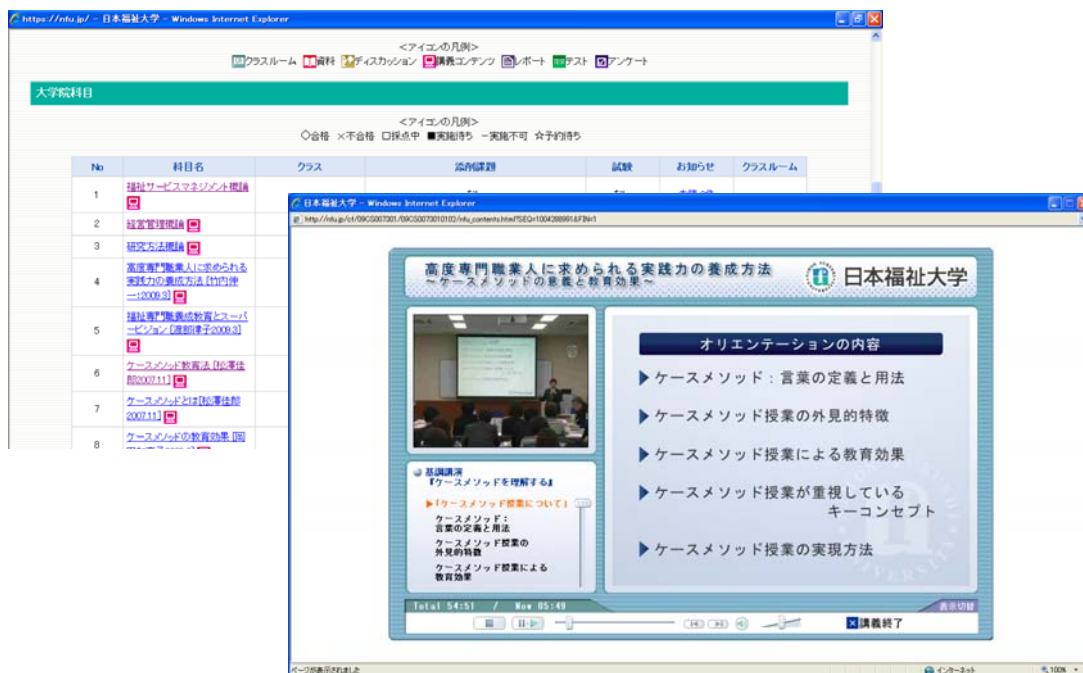 https://nfu.jp/ - 日本福祉大学 - Windows Internet Explorer
<アイコンの凡例>
クラスルーム 資料 ディスカッション 講義コンテンツ レポート テスト アンケート
大学院科目
<アイコンの凡例>
○合格 ×不合格 口採点中 ■実施待ち －実施不可 ☆予約待ち
No 科目名 クラス 添削課題 試験 お知らせ クラスルーム
1 福祉サービスマネジメント概論
2 経営管理概論
3 研究方法概論
4 高度専門職業人に求められる
実践力の養成方法 [竹内伸
一:2009.3]
5 福祉専門職養成教育とスーパ
ービジョン [渡部律子2009.3]
6 ケースメソッド教育法 [松澤佳
郎2007.11]
7 ケースメソッドとは[松澤佳郎
2007.11]
8 ケースメソッドの教育効果 [岡
日本福祉大学 - Windows Internet Explorer
高度専門職業人に求められる実践力の養成方法
～ケースメソッドの意義と教育効果～
日本福祉大学
オリエンテーションの内容
ケースメソッド：言葉の定義と用法
ケースメソッド授業の外見的特徴
ケースメソッド授業による教育効果
ケースメソッド授業が重視している
キーコンセプト
ケースメソッド授業の実現方法
基調講演
『ケースメソッドを理解する』
▶「ケースメソッド授業について」
ケースメソッド：
言葉の定義と用法
ケースメソッド授業の
外見的特徴
ケースメソッド授業による
教育効果
Total 54:51 / Now 05:49
表示切替
講義終了
ページが表示されました
インターネット
100%